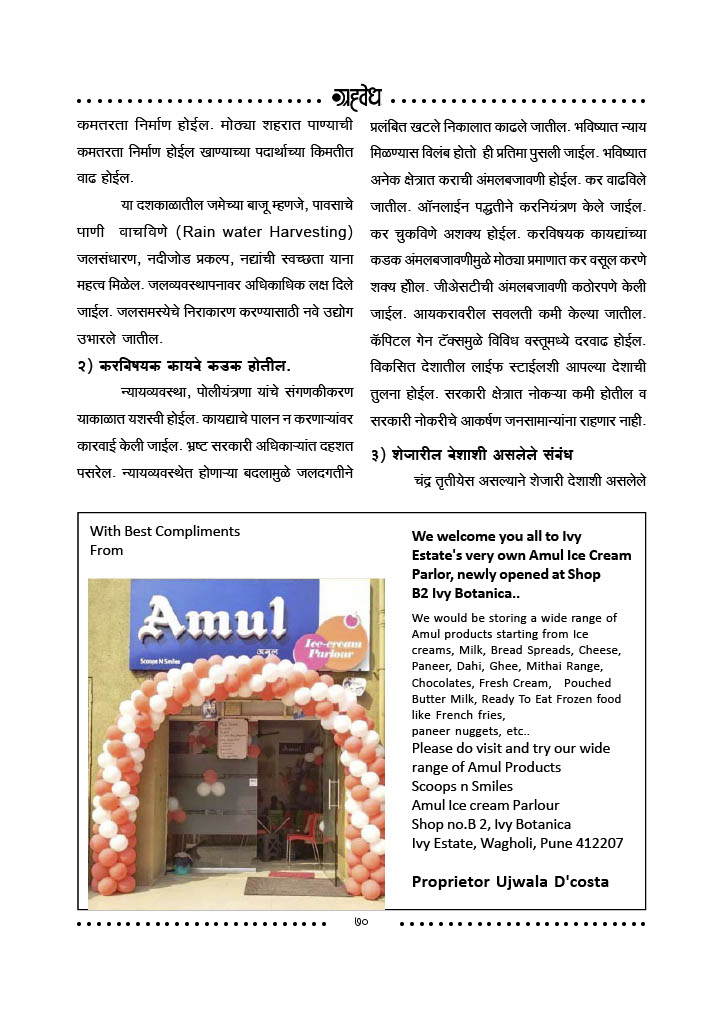 ग्रहवेध
कमतरता निर्माण होईल. मोठ्या शहरात पाण्याची
कमतरता निर्माण होईल खाण्याच्या पदार्थाच्या किमतीत
वाढ होईल.
या दशकाळातील जमेच्या बाजू म्हणजे, पावसाचे
पाणी वाचविणे (Rain water Harvesting)
जलसंधारण, नदीजोड प्रकल्प, नद्यांची स्वच्छता याना
महत्व मिळेल. जलव्यवस्थापनावर अधिकाधिक लक्ष दिले
जाईल. जलसमस्येचे निराकारण करण्यासाठी नवे उद्योग
उभारले जातील.
२) करविषयक कायदे कडक होतील.
न्यायव्यवस्था, पोलीयंत्रणा यांचे संगणकीकरण
याकाळात यशस्वी होईल. कायद्याचे पालन न करणाऱ्यांवर
कारवाई केली जाईल. भ्रष्ट सरकारी अधिकाऱ्यांत दहशत
पसरेल. न्यायव्यवस्थेत होणाऱ्या बदलामुळे जलदगतीने
प्रलंबित खटले निकालात काढले जातील. भविष्यात न्याय
मिळण्यास विलंब होतो ही प्रतिमा पुसली जाईल. भविष्यात
अनेक क्षेत्रात कराची अंमलबजावणी होईल. कर वाढविले
जातील. ऑनलाईन पद्धतीने करनियंत्रण केले जाईल.
कर चुकविणे अशक्य होईल. करविषयक कायद्यांच्या
कडक अंमलबजावणीमुळे मोठ्या प्रमाणात कर वसूल करणे
शक्य होीेल. जीअेसटीची अंमलबजावणी कठोरपणे केली
जाईल. आयकरावरील सवलती कमी केल्या जातील.
कॅपिटल गेन टॅक्समुळे विविध वस्तूमध्ये दरवाढ होईल.
विकसित देशातील लाईफ स्टाईलशी आपल्या देशाची
तुलना होईल. सरकारी क्षेत्रात नोकऱ्या कमी होतील व
सरकारी नोकरीचे आकर्षण जनसामान्यांना राहणार नाही.
३) शेजारील देशाशी असलेले संबंध
चंद्र तृतीयेस असल्याने शेजारी देशाशी असलेले
With Best Compliments
From
Amul
अमूल
Ice-cream
Parlour
Scoops N Smiles
Amul
We welcome you all to Ivy
Estate's very own Amul Ice Cream
Parlor, newly opened at Shop
B2 Ivy Botanica..
We would be storing a wide range of
Amul products starting from Ice
creams, Milk, Bread Spreads, Cheese,
Paneer, Dahi, Ghee, Mithai Range,
Chocolates, Fresh Cream, Pouched
Butter Milk, Ready To Eat Frozen food
like French fries,
paneer nuggets, etc..
Please do visit and try our wide
range of Amul Products
Scoops n Smiles
Amul Ice cream Parlour
Shop no.B 2, Ivy Botanica
Ivy Estate, Wagholi, Pune 412207
Proprietor Ujwala D'costa
७०